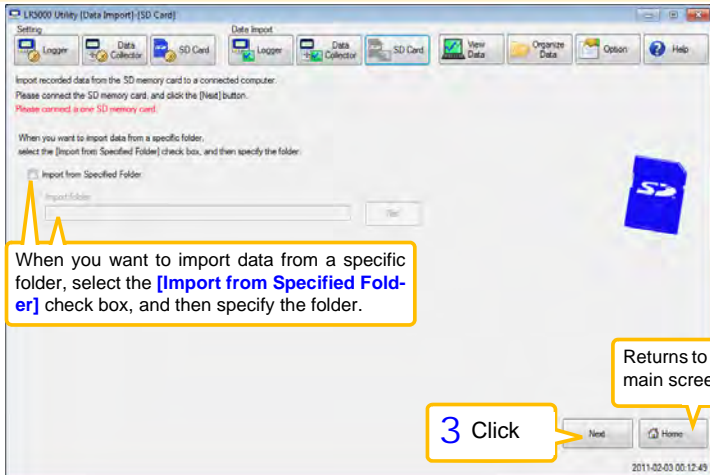 LR5000 Utility [Data Import]-[SD Card]
Setting
Data Import
Logger
Data Collector
SD Card
Logger
Data Collector
SD Card
View Data
Organize Data
Option
Help
Import recorded data from the SD memory card to a connected computer.
Please connect the SD memory card, and click the [Next] button.
Please connect a one SD memory card.
When you want to import data from a specific folder,
select the [Import from Specified Folder] check box, and then specify the folder.
Import from Specified Folder
Import folder
When you want to import data from a specific
folder, select the [Import from Specified Fold-
er] check box, and then specify the folder.
Returns to
main scree
3 Click
Next
Home
2011-02-03 00:12:49